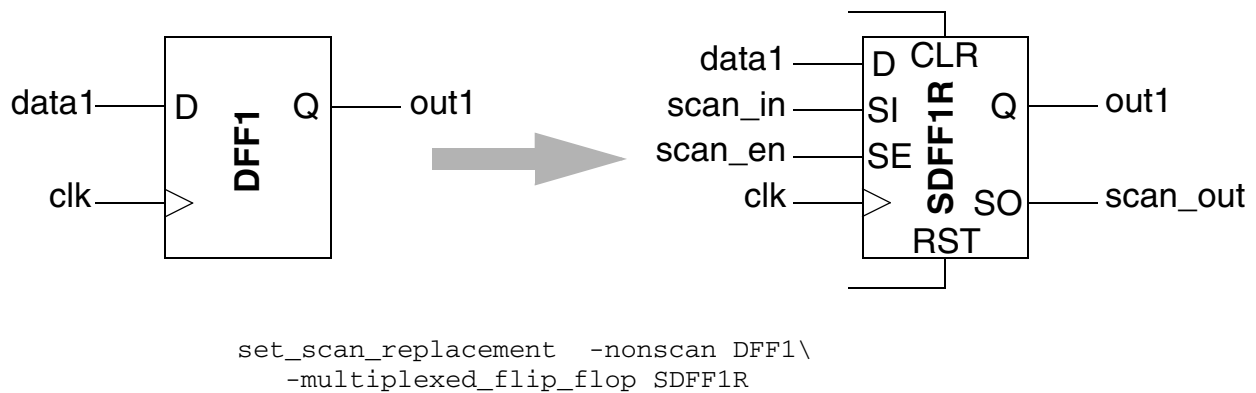 data1 D Q out1
DFF1
clk
data1 D CLR
scan_in SI Q out1
scan_en SE SDFF1R
clk SO scan_out
RST
set_scan_replacement -nonscan DFF1\
-multiplexed_flip_flop SDFF1R